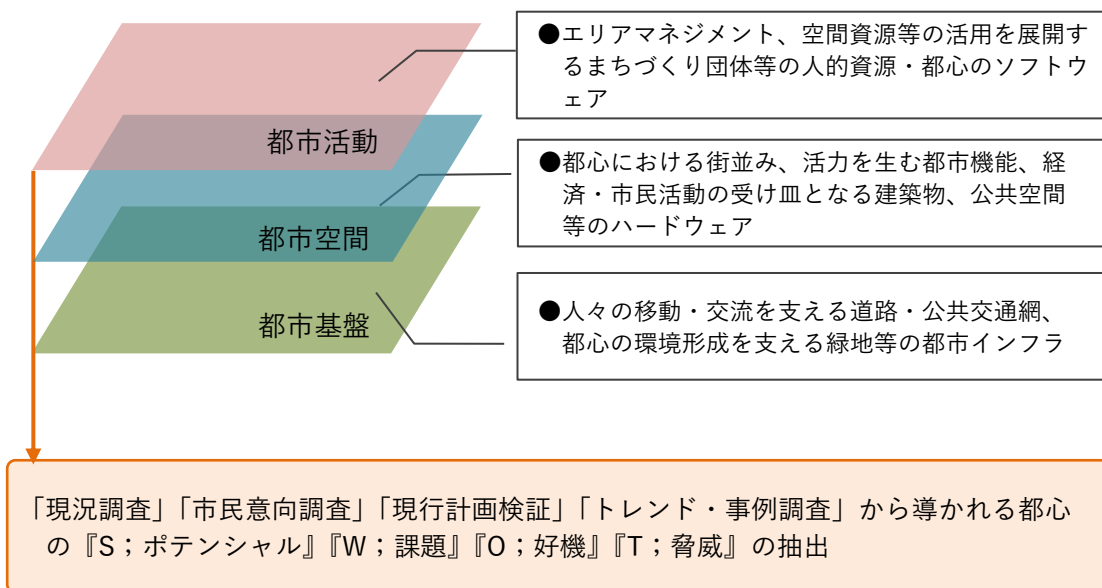 ●エリアマネジメント、空間資源等の活用を展開す
るまちづくり団体等の人的資源・都心のソフトウ
ェア
都市活動
●都心における街並み、活力を生む都市機能、経
済・市民活動の受け皿となる建築物、公共空間
等のハードウェア
都市空間
●人々の移動・交流を支える道路・公共交通網、
都心の環境形成を支える緑地等の都市インフラ
都市基盤
「現況調査」「市民意向調査」「現行計画検証」「トレンド・事例調査」から導かれる都心
の『S；ポテンシャル』『W；課題』『O；好機』『T；脅威』の抽出